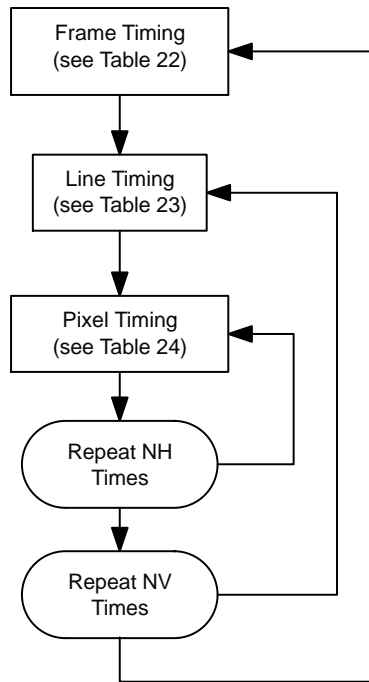 Frame Timing
(see Table 22)
Line Timing
(see Table 23)
Pixel Timing
(see Table 24)
Repeat NH
Times
Repeat NV
Times